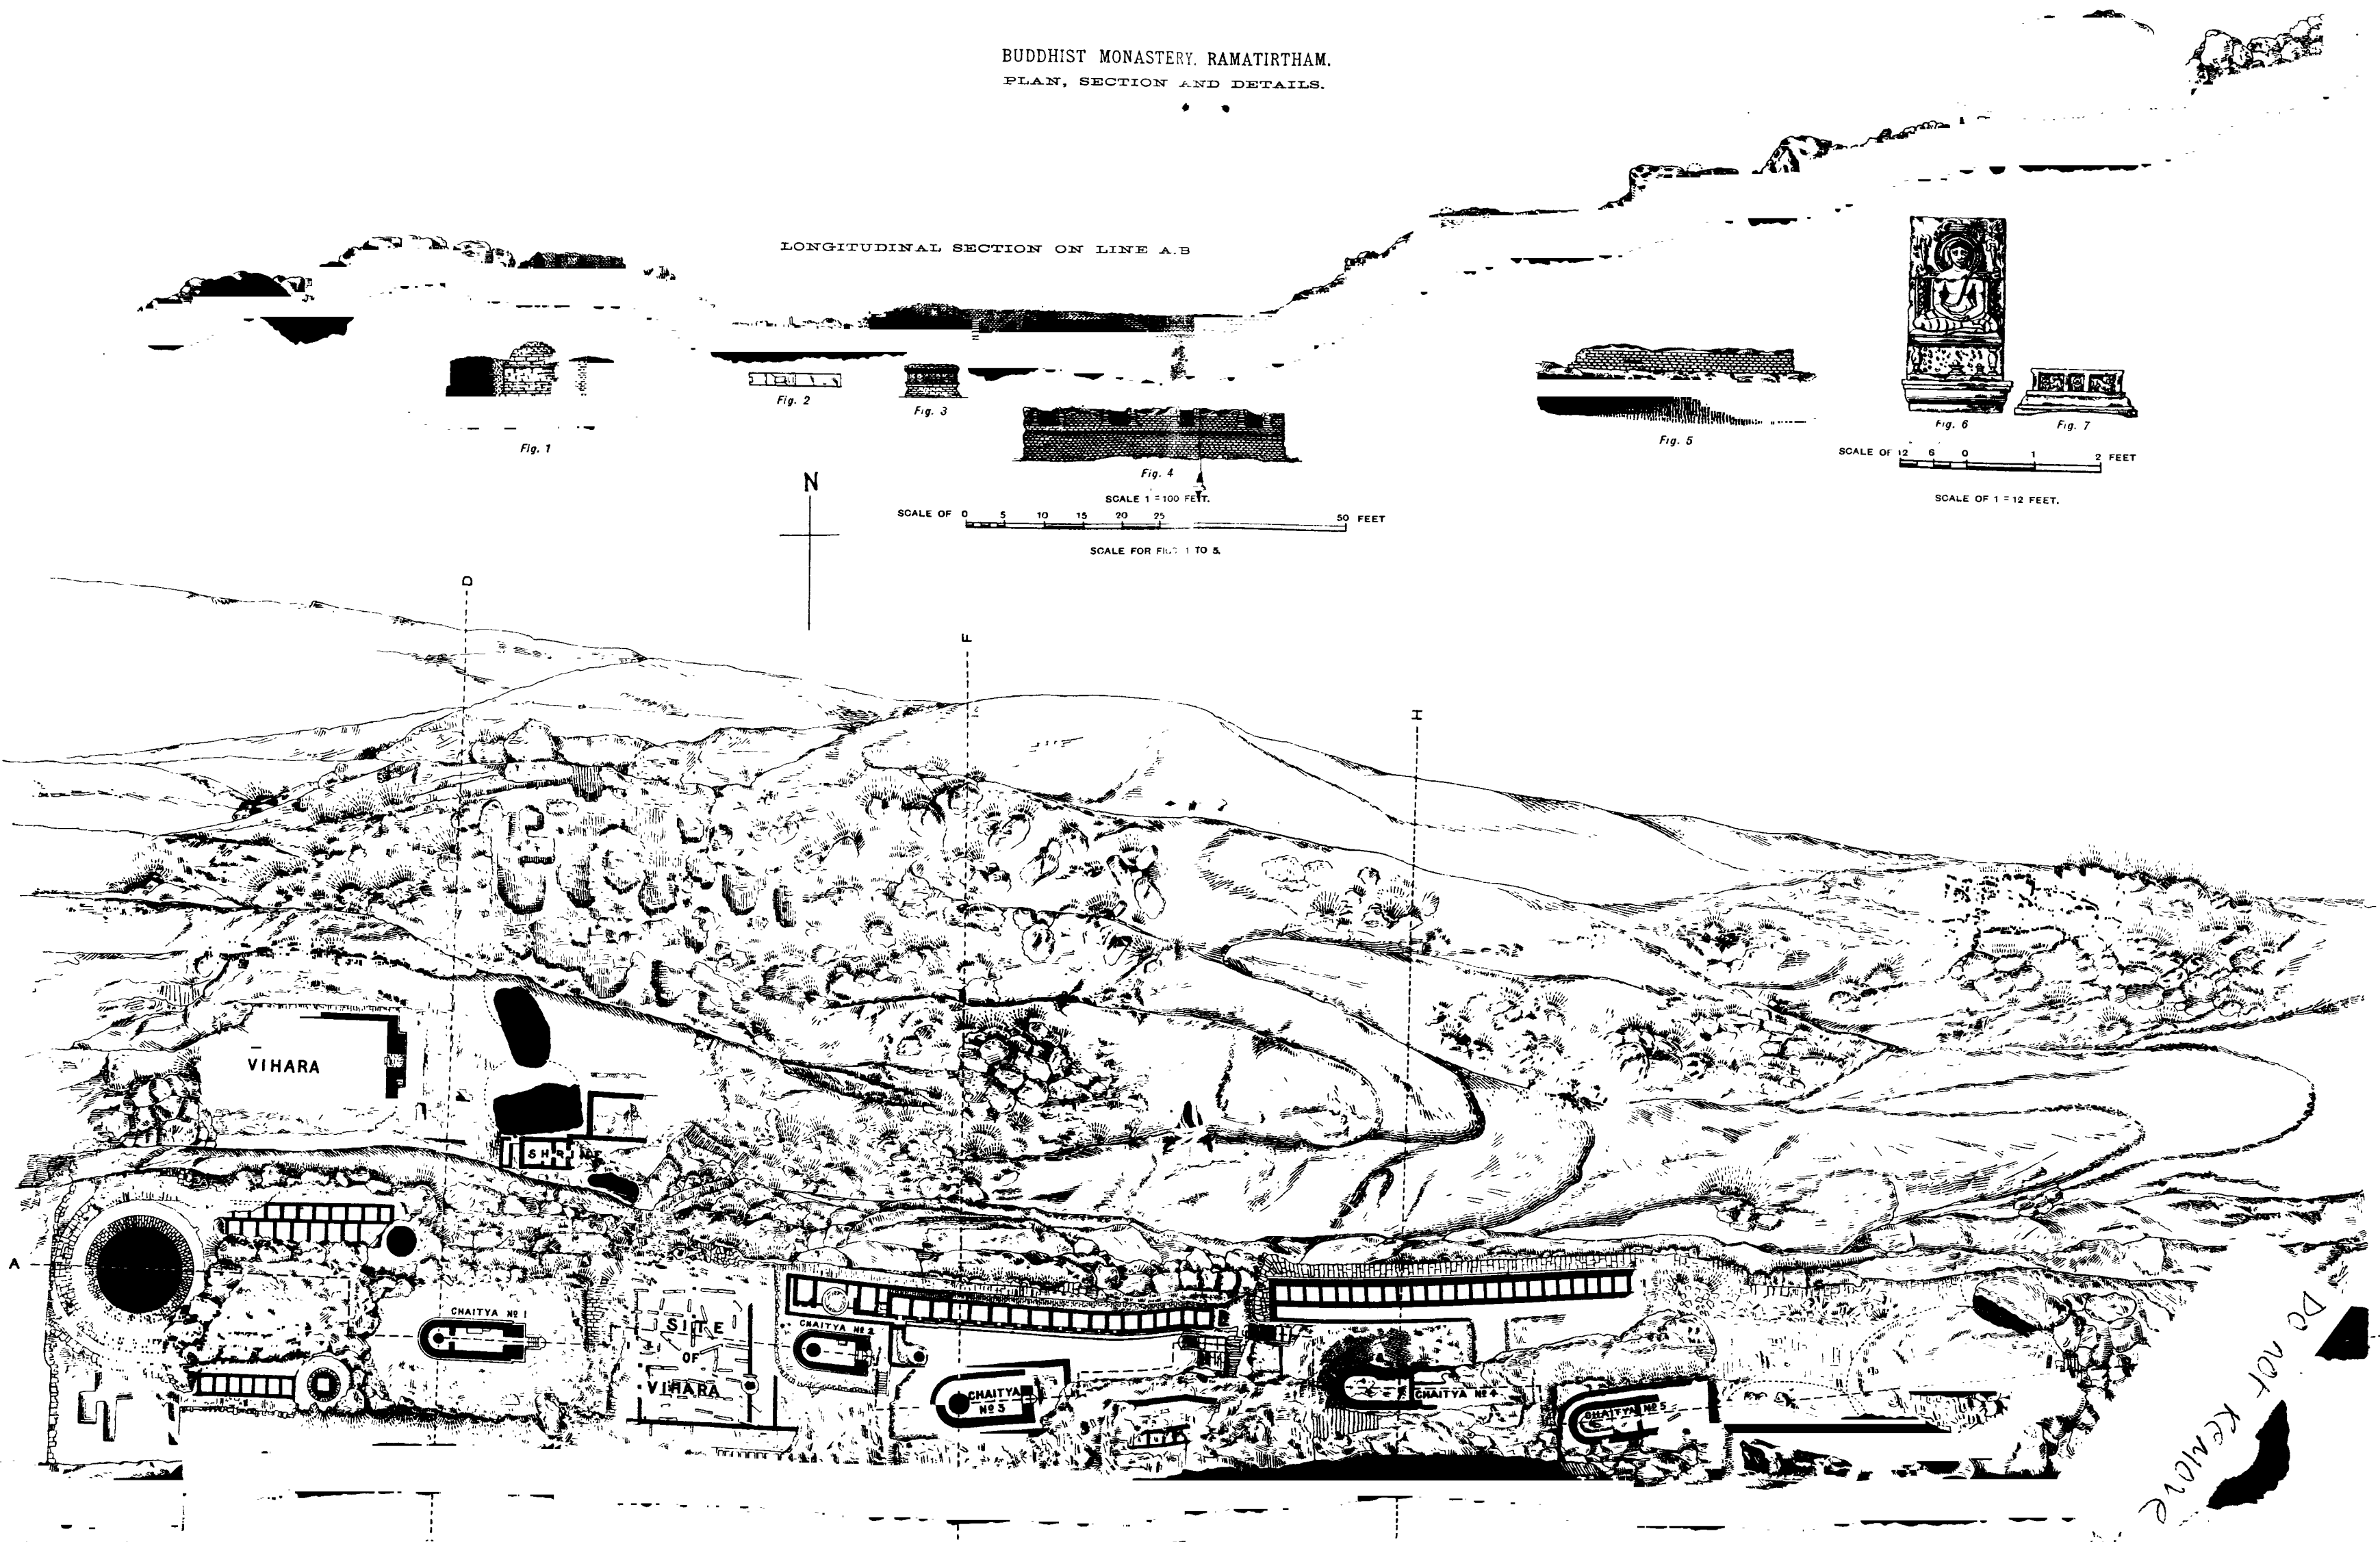 BUDDHIST MONASTERY, RAMATIRTHAM.
PLAN, SECTION AND DETAILS.
LONGITUDINAL SECTION ON LINE A.B
Fig. 1
Fig. 2
Fig. 3
Fig. 4
Fig. 5
Fig. 6
Fig. 7
SCALE OF 12 6 0 1 2 FEET
SCALE OF 1 = 12 FEET.
SCALE 1 = 100 FEET.
SCALE OF 0 5 10 15 20 25 50 FEET
SCALE FOR FIGS 1 TO 5.
N
D
F
H
VIHARA
SHRINE
A
CHAITYA Nº 1
SITE
OF
VIHARA
CHAITYA Nº 2
CHAITYA
Nº 3
CHAITYA Nº 4
CHAITYA Nº 5
DO NOT REMOVE